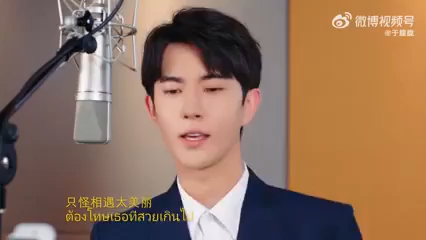 微博视频号
只怪相遇太美丽
ต้องโทษเธอที่สวยเกินไป